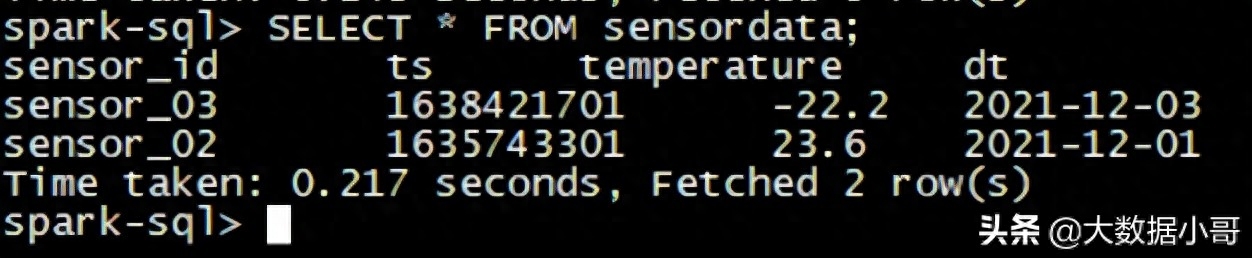 spark-sql> SELECT * FROM sensordata;
sensor_id ts temperature dt
sensor_03 1638421701 -22.2 2021-12-03
sensor_02 1635743301 23.6 2021-12-01
Time taken: 0.217 seconds, Fetched 2 row(s)
spark-sql>
头条 @大数据小哥